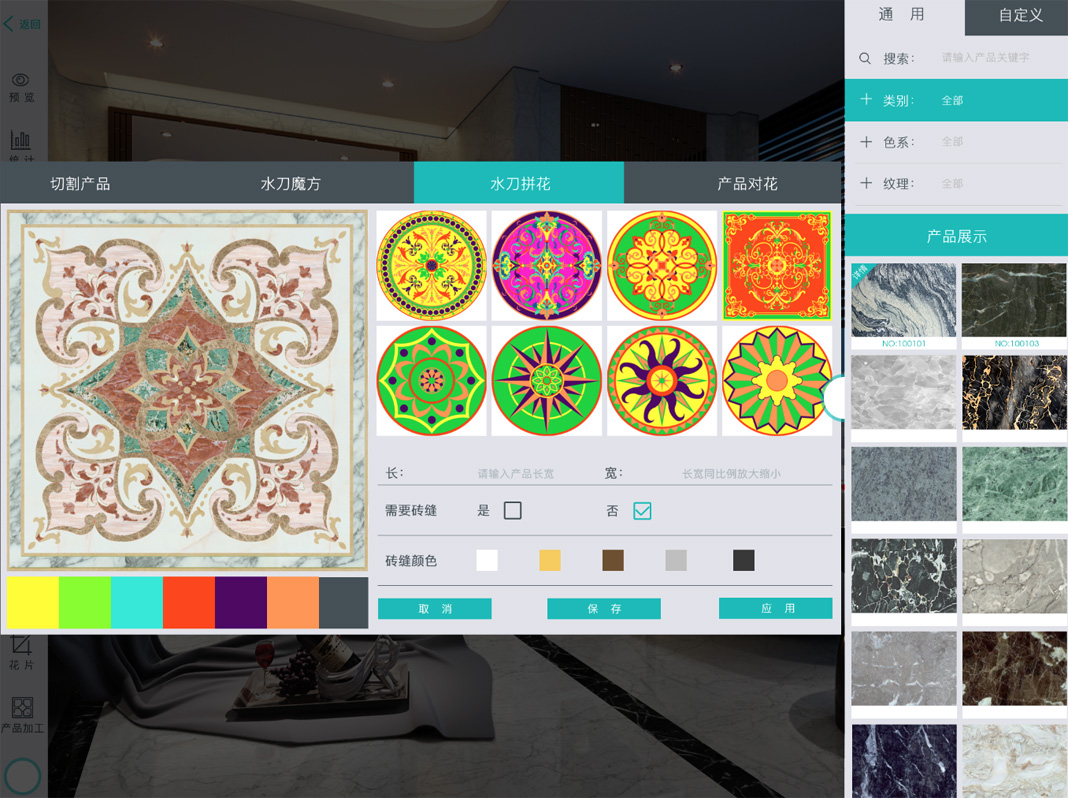 返回
预览
统计
花片
产品加工
切割产品
水刀魔方
水刀拼花
产品对花
长：
请输入产品长宽
宽：
长宽同比例放大缩小
需要砖缝
是
否
砖缝颜色
取消
保存
应用
通用
自定义
搜索：
请输入产品关键字
类别：
全部
色系：
全部
纹理：
全部
产品展示
详情
NO:100101
NO:100103